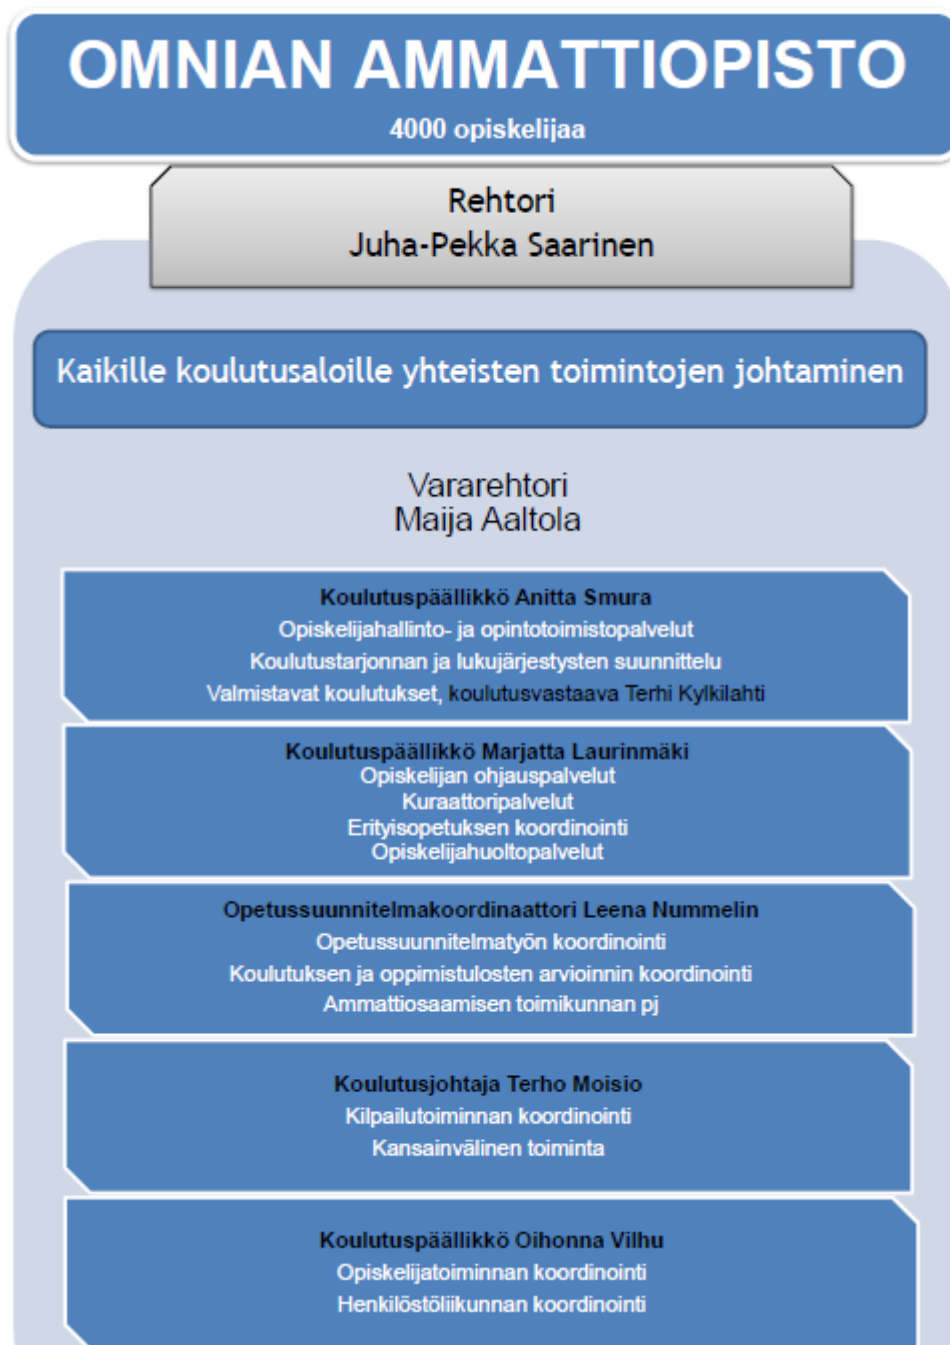 OMNIAN AMMATTIOPISTO
4000 opiskelijaa
Rehtori
Juha-Pekka Saarinen
Kaikille koulutusaloille yhteisten toimintojen johtaminen
Vararehtori
Maija Aaltola
Koulutuspäällikkö Anitta Smura
Opiskelijahallinto- ja opintotoimistopalvelut
Koulutustarjonnan ja lukujärjestysten suunnittelu
Valmistavat koulutukset, koulutusvastaava Terhi Kylkilahti
Koulutuspäällikkö Marjatta Laurinmäki
Opiskelijan ohjauspalvelut
Kuraattoripalvelut
Erityisopetuksen koordinointi
Opiskelijahuoltopalvelut
Opetussuunnitelmakoordinaattori Leena Nummelin
Opetussuunnitelmatyön koordinointi
Koulutuksen ja oppimistulosten arvioinnin koordinointi
Ammattiosaamisen toimikunnan pj
Koulutusjohtaja Terho Moisio
Kilpailutoiminnan koordinointi
Kansainvälinen toiminta
Koulutuspäällikkö Oihonna Vilhu
Opiskelijatoiminnan koordinointi
Henkilöstöliikunnan koordinointi